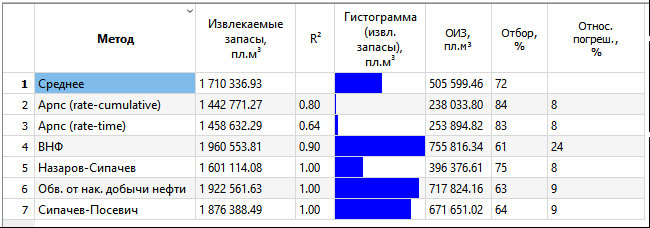 Метод Извлекаемые запасы, пл.м³ R² Гистограмма (извл. запасы), пл.м³ ОИЗ, пл.м³ Отбор, % Относ. погреш., %
1 Среднее 1 710 336.93 505 599.46 72
2 Арпс (rate-cumulative) 1 442 771.27 0.80 238 033.80 84 8
3 Арпс (rate-time) 1 458 632.29 0.64 253 894.82 83 8
4 ВНФ 1 960 553.81 0.90 755 816.34 61 24
5 Назаров-Сипачев 1 601 114.08 1.00 396 376.61 75 8
6 Обв. от нак. добычи нефти 1 922 561.63 1.00 717 824.16 63 9
7 Сипачев-Посевич 1 876 388.49 1.00 671 651.02 64 9